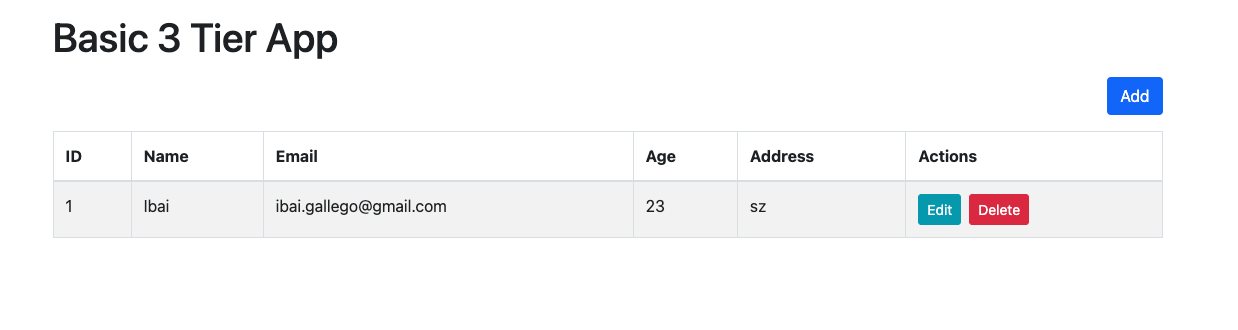 Basic 3 Tier App
Add
ID Name Email Age Address Actions
1 Ibai ibai.gallego@gmail.com 23 sz Edit Delete